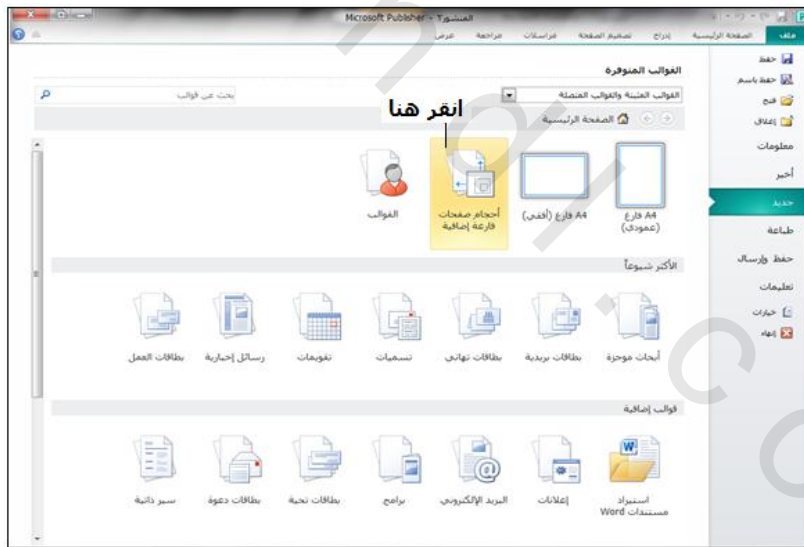 المنشور٢ - Microsoft Publisher
ملف الصفحة الرئيسية إدراج تصميم الصفحة مراسلات مراجعة عرض
حفظ
حفظ باسم
فتح
إغلاق
معلومات
أخير
جديد
طباعة
حفظ وإرسال
تعليمات
خيارات
إنهاء
القوالب المتوفرة
القوالب المثبتة والقوالب المتصلة
بحث عن قوالب
انقر هنا
الصفحة الرئيسية
A4 فارغ (عمودي)
A4 فارغ (أفقي)
أحجام صفحات فارغة إضافية
القوالب
الأكثر شيوعاً
أبحاث موجزة
بطاقات بريدية
بطاقات تهاني
تسميات
تقويمات
رسائل إخبارية
بطاقات العمل
قوالب إضافية
استيراد مستندات Word
إعلانات
البريد الإلكتروني
برامج
بطاقات تحية
بطاقات دعوة
سير ذاتية